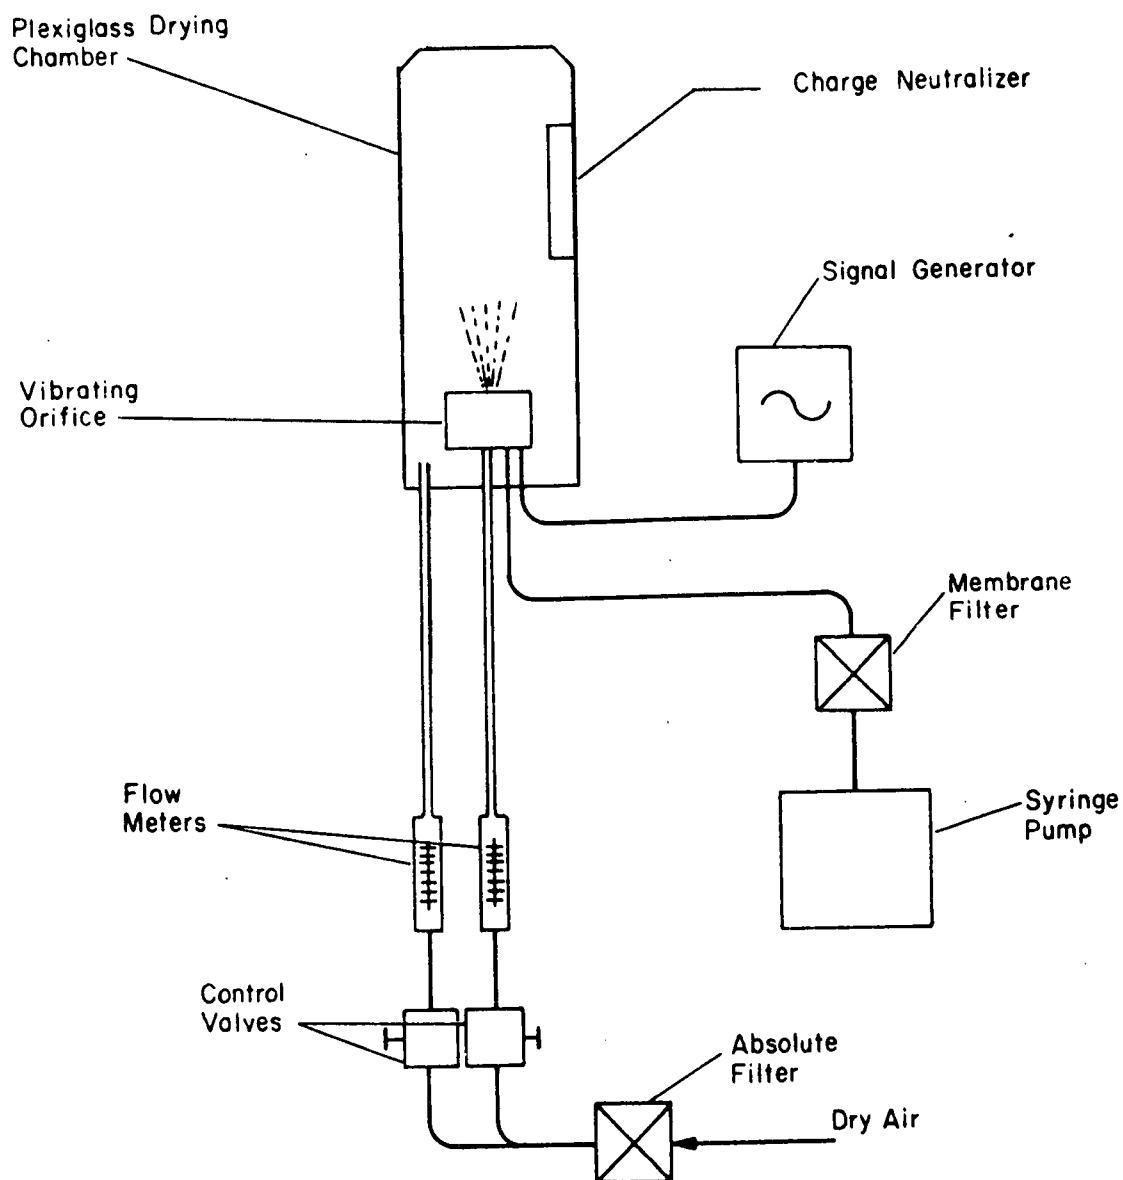 Plexiglass Drying
Chamber
Charge Neutralizer
Signal Generator
Vibrating
Orifice
Membrane
Filter
Flow
Meters
Syringe
Pump
Control
Valves
Absolute
Filter
Dry Air